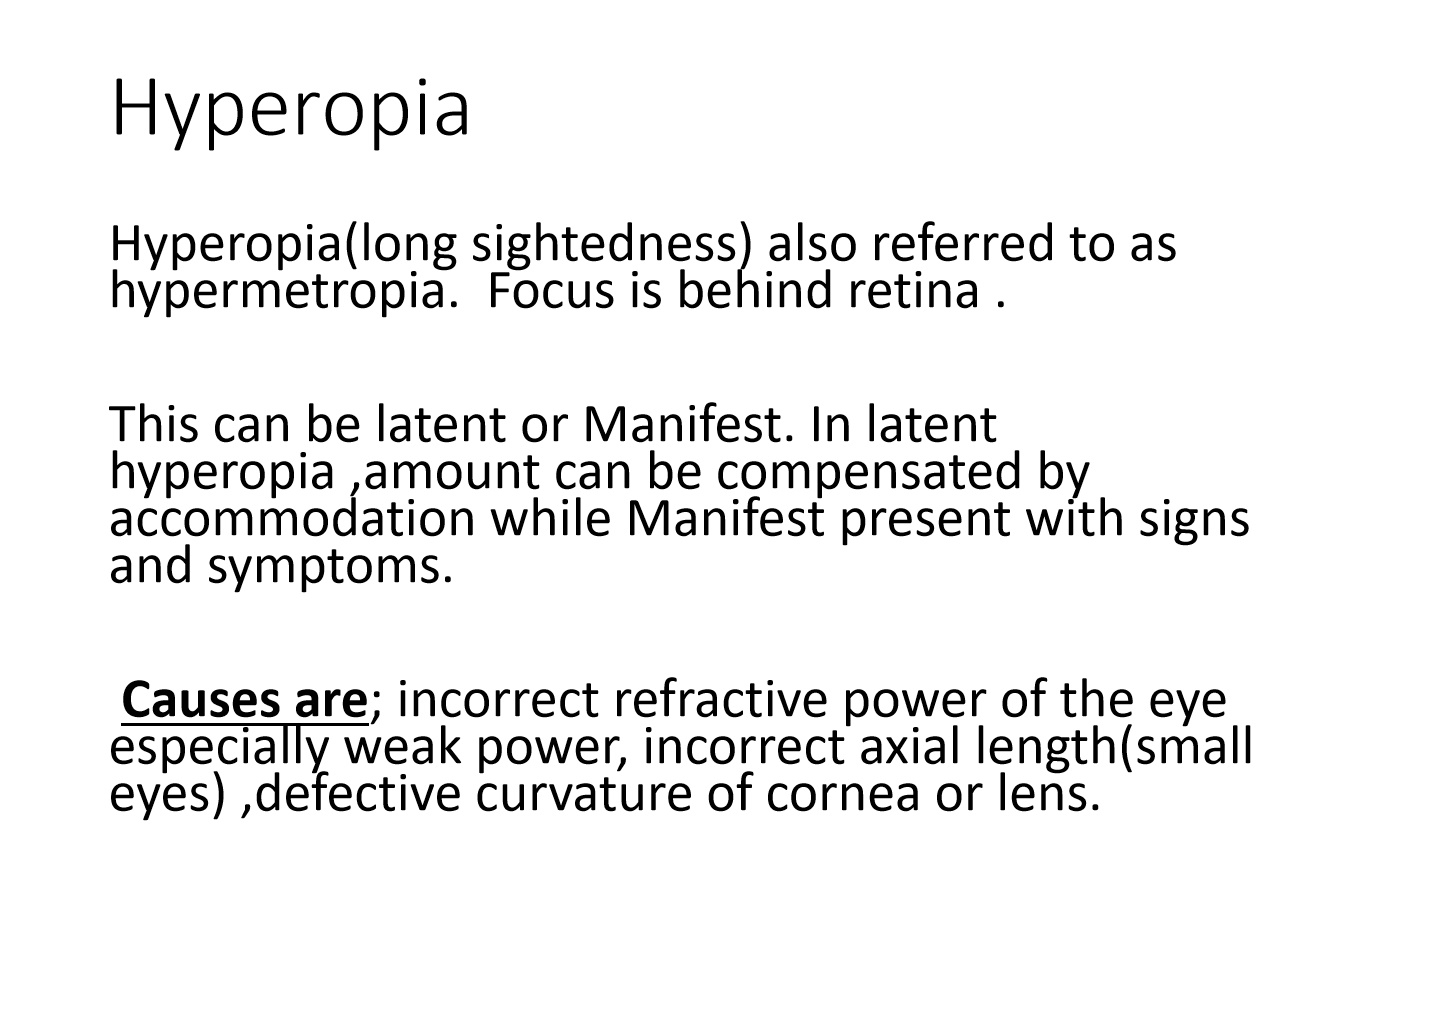 Hyperopia
Hyperopia(long sightedness) also referred to as
hypermetropia.  Focus is behind retina .
This can be latent or Manifest. In latent
hyperopia ,amount can be compensated by
accommodation while Manifest present with signs
and symptoms.
Causes are; incorrect refractive power of the eye
especially weak power, incorrect axial length(small
eyes) ,defective curvature of cornea or lens.